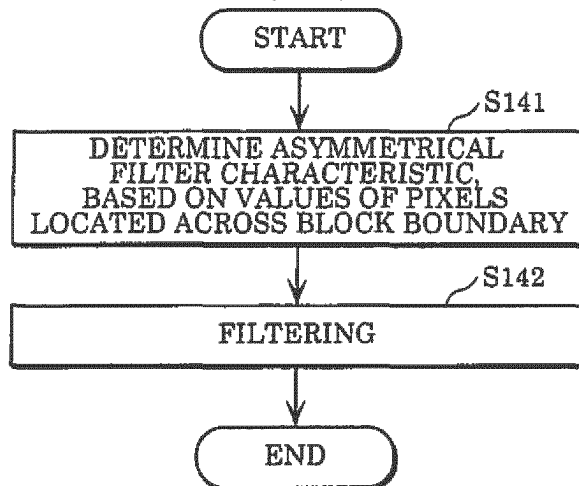 START
S141
DETERMINE ASYMMETRICAL
FILTER CHARACTERISTIC,
BASED ON VALUES OF PIXELS
LOCATED ACROSS BLOCK BOUNDARY
S142
FILTERING
END